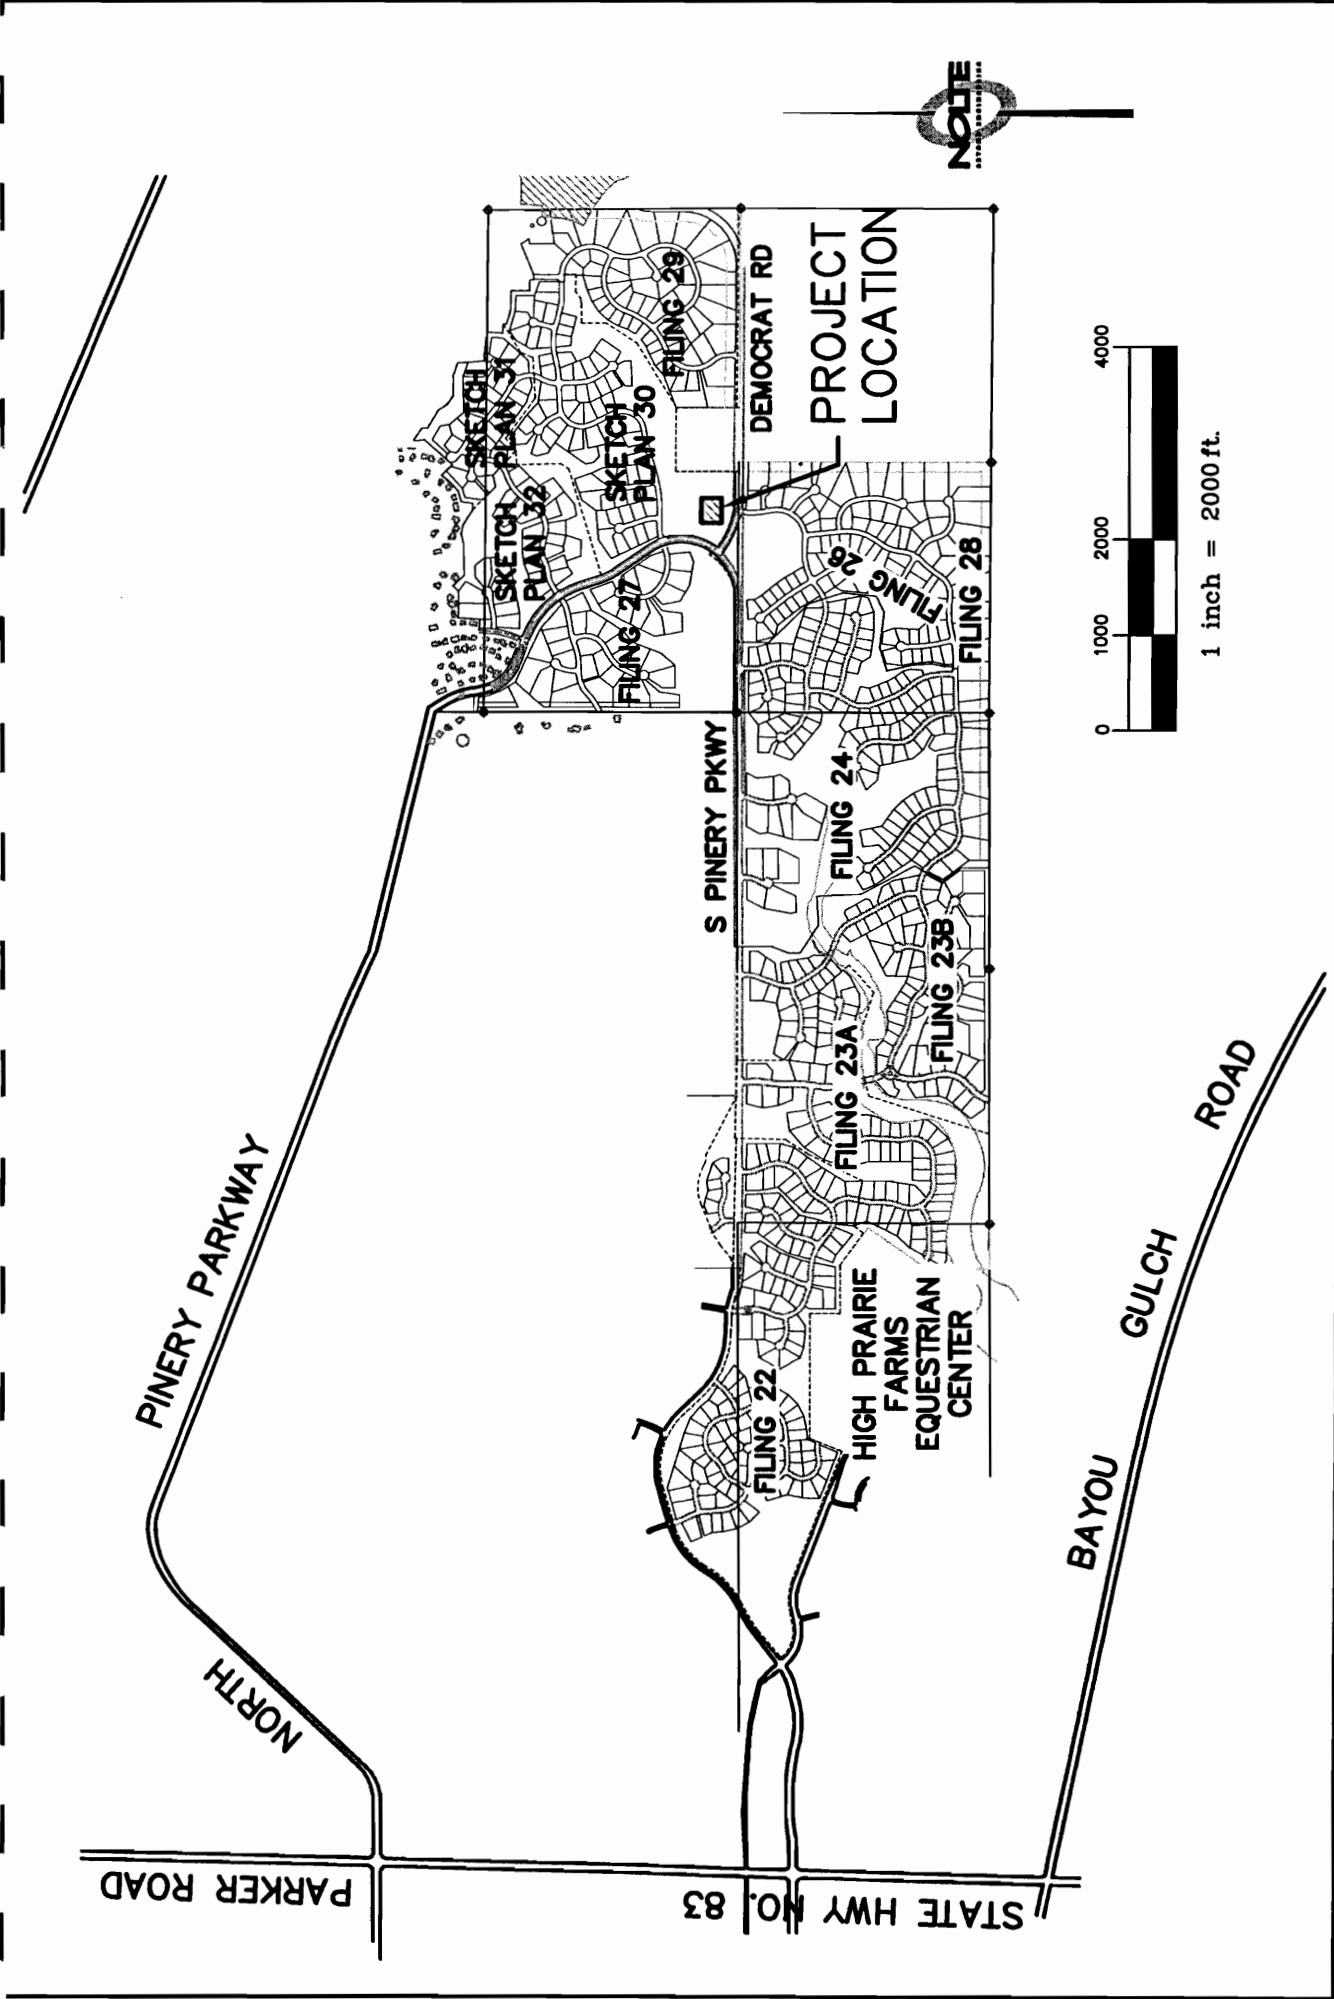 NORTH
PINERY PARKWAY
PARKER ROAD
STATE HWY NO. 83
SKETCH
PLAN 31
SKETCH
PLAN 32
SKETCH
PLAN 30
FILING 29
FILING 27
S PINERY PKWY
DEMOCRAT RD
PROJECT
LOCATION
FILING 22
FILING 23A
FILING 23B
FILING 24
FILING 26
FILING 28
HIGH PRAIRIE
FARMS
EQUESTRIAN
CENTER
BAYOU GULCH ROAD
NOLTE
0 1000 2000 4000
1 inch = 2000 ft.